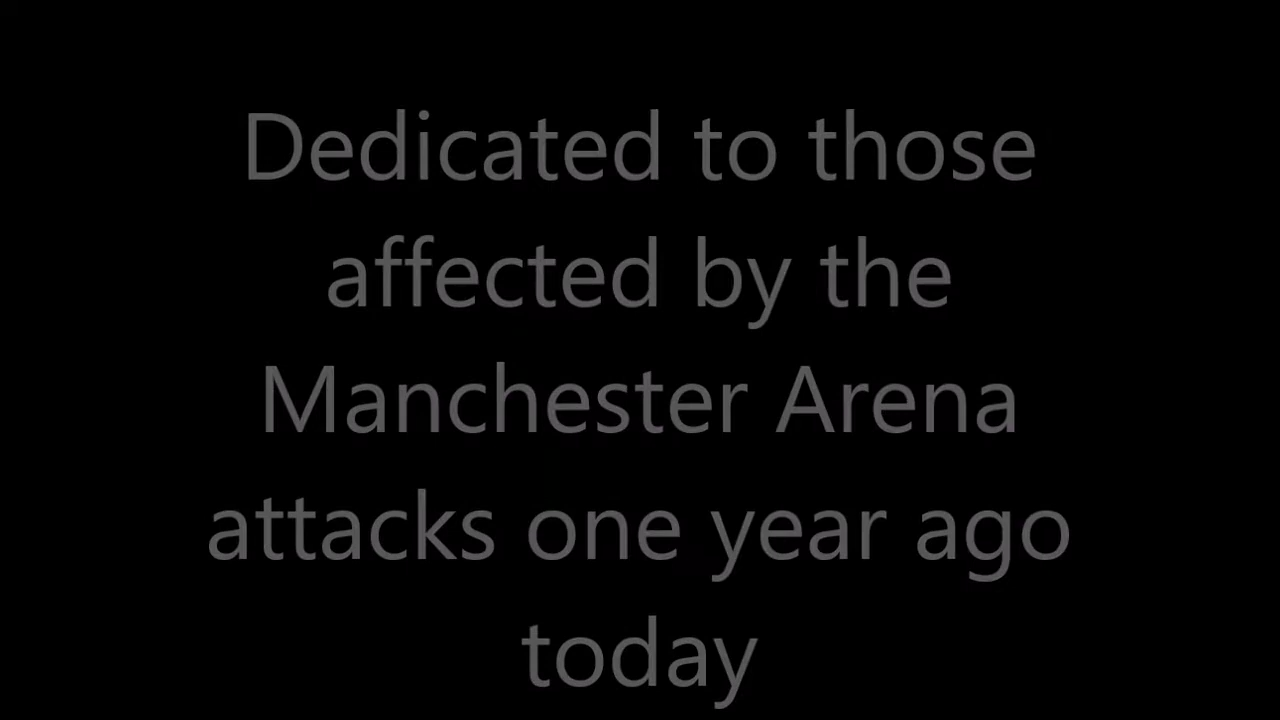 Dedicated to those
affected by the
Manchester Arena
attacks one year ago
today